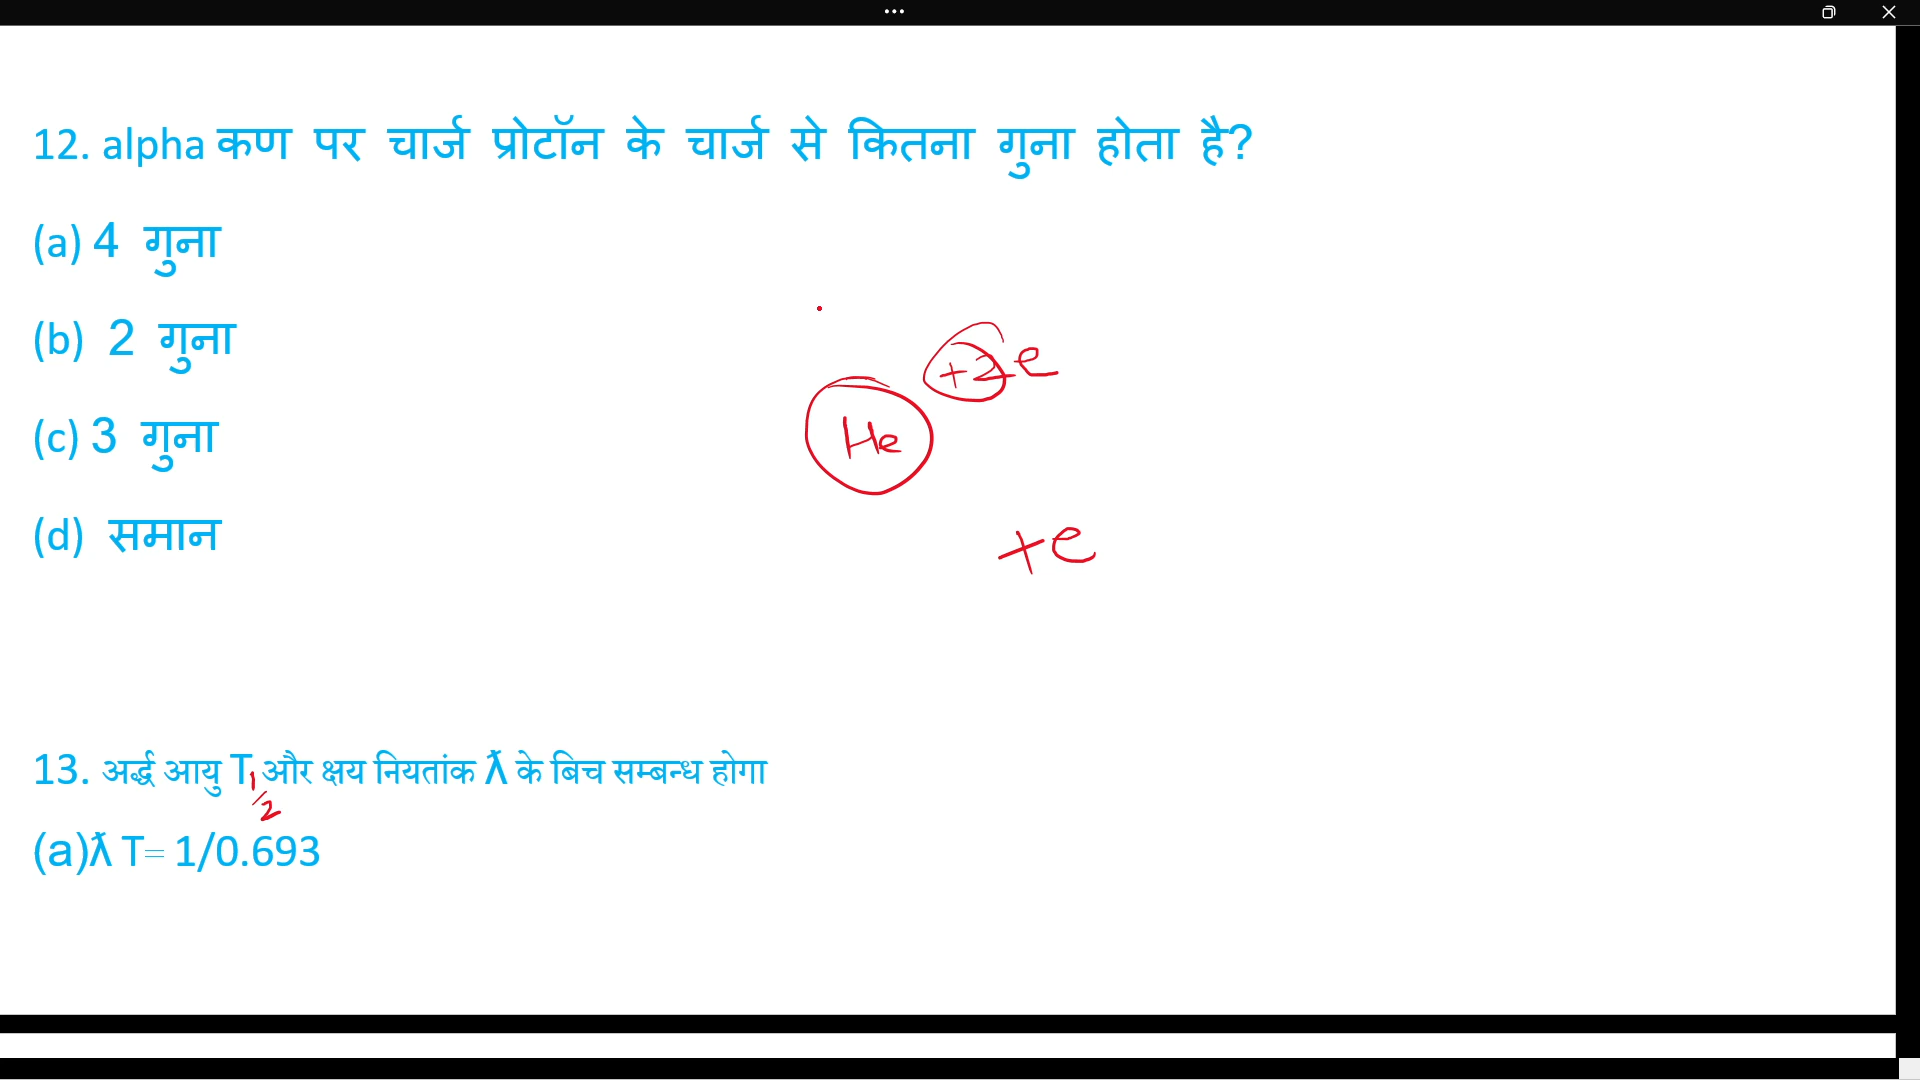 12. alpha कण पर चार्ज प्रोटॉन के चार्ज से कितना गुना होता है?
(a) 4 गुना
(b) 2 गुना
(c) 3 गुना
(d) समान
+2e
He
+e
13. अर्द्ध आयु T1/2 और क्षय नियतांक ƛ के बिच सम्बन्ध होगा
(a)ƛ T= 1/0.693